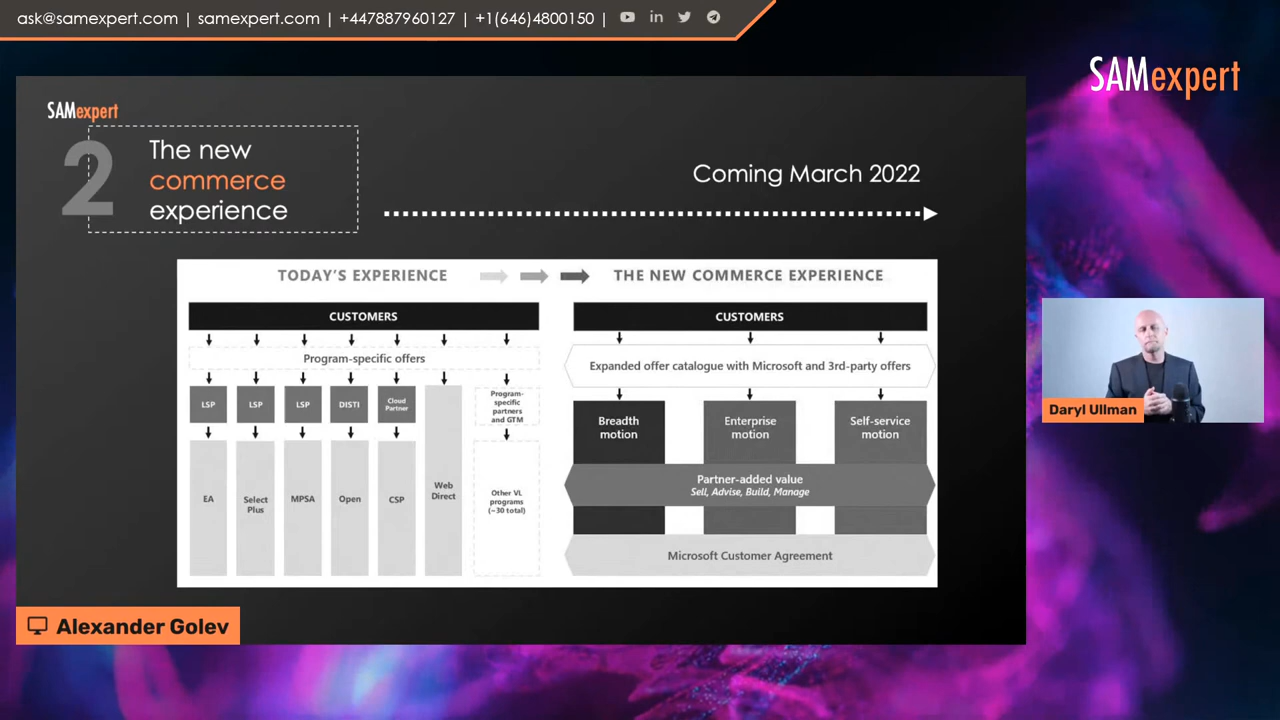 ask@samexpert.com | samexpert.com | +447887960127 | +1(646)4800150 |
SAMexpert
SAMexpert
2
The new
commerce
experience
Coming March 2022
TODAY'S EXPERIENCE
THE NEW COMMERCE EXPERIENCE
CUSTOMERS
Program-specific offers
LSP
LSP
LSP
DISTI
Cloud
Partner
Program-
specific
partners
and GTM
EA
Select
Plus
MPSA
Open
CSP
Web
Direct
Other VL
programs
(~30 total)
CUSTOMERS
Expanded offer catalogue with Microsoft and 3rd-party offers
Breadth
motion
Enterprise
motion
Self-service
motion
Partner-added value
Sell, Advise, Build, Manage
Microsoft Customer Agreement
Daryl Ullman
Alexander Golev